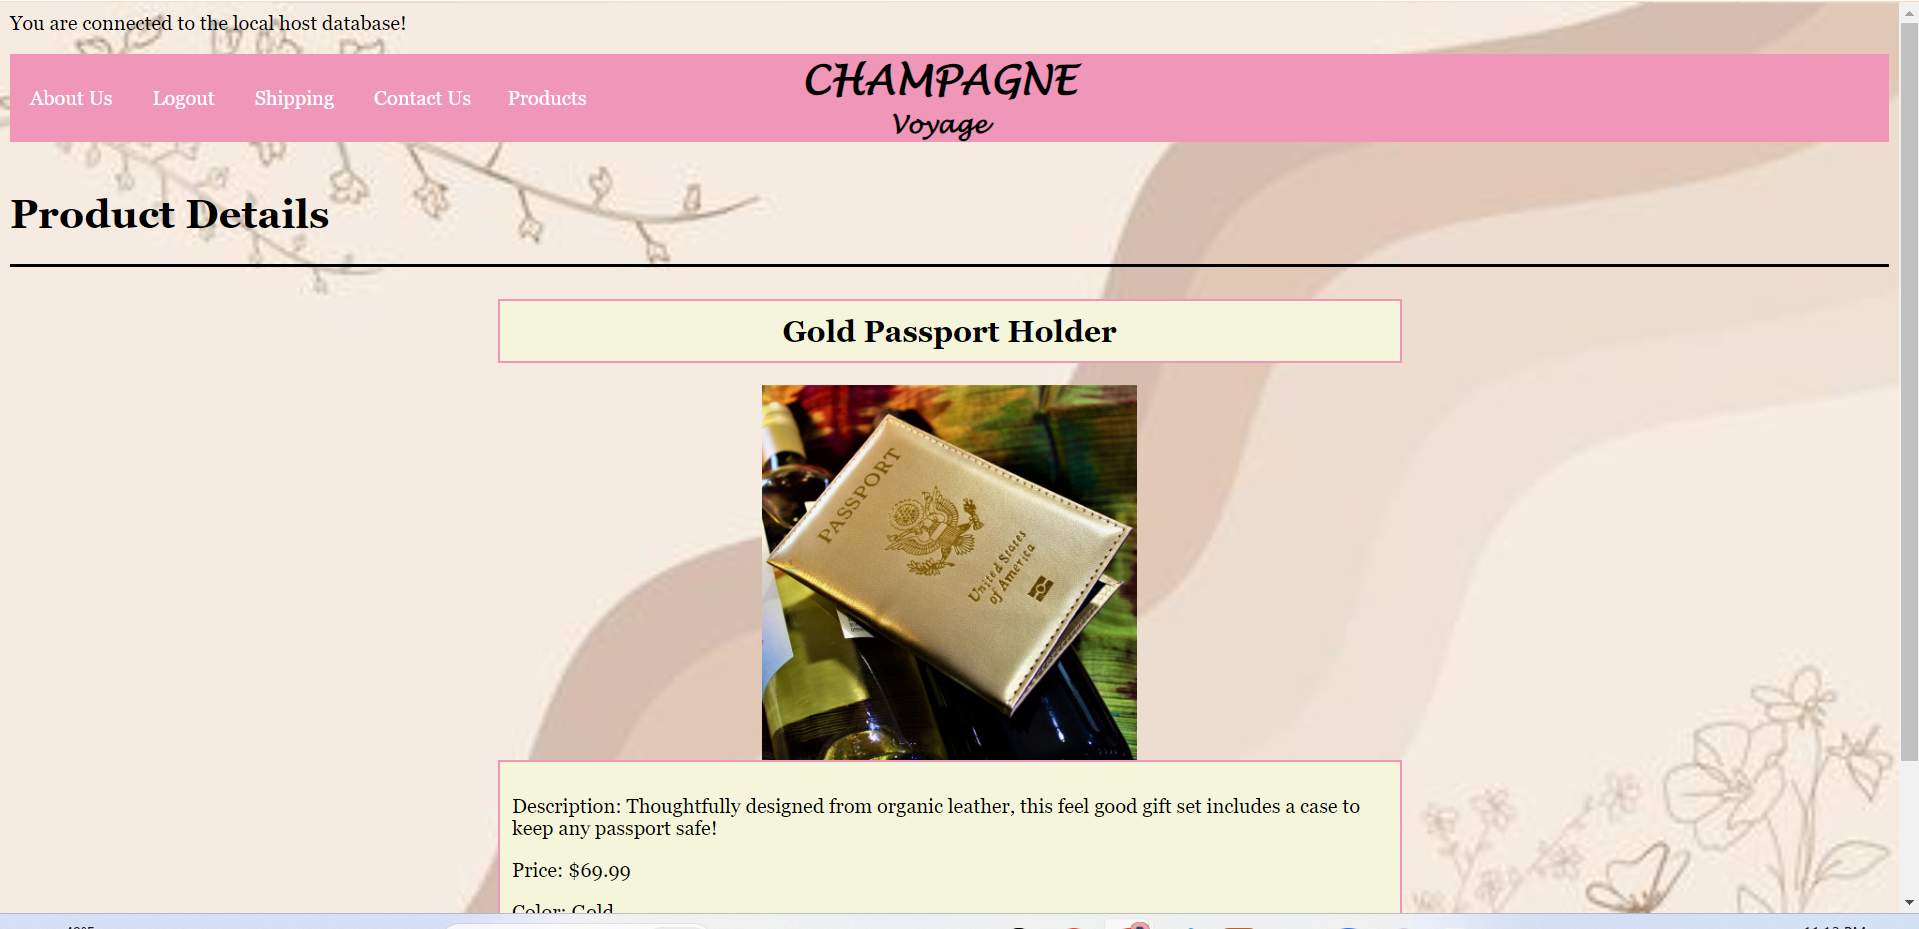 You are connected to the local host database!
About Us Logout Shipping Contact Us Products
CHAMPAGNE
Voyage
Product Details
Gold Passport Holder
PASSPORT
United States
of America
Description: Thoughtfully designed from organic leather, this feel good gift set includes a case to
keep any passport safe!
Price: $69.99
Color: Gold